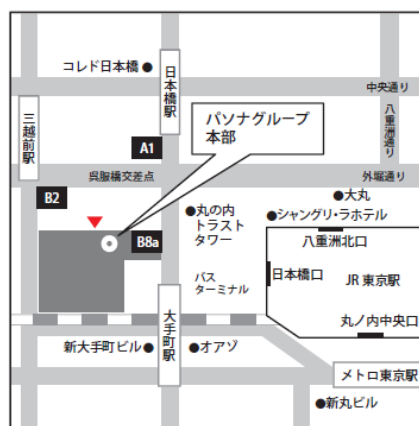 コレド日本橋
日本橋駅
中央通り
八重洲通り
パソナグループ
本部
三越前駅
A1
呉服橋交差点
外堀通り
B2
大丸
丸の内
トラスト
タワー
シャングリ・ラホテル
八重洲北口
B8a
バス
ターミナル
日本橋口
JR 東京駅
丸ノ内中央口
大手町駅
新大手町ビル
オアゾ
メトロ東京駅
新丸ビル